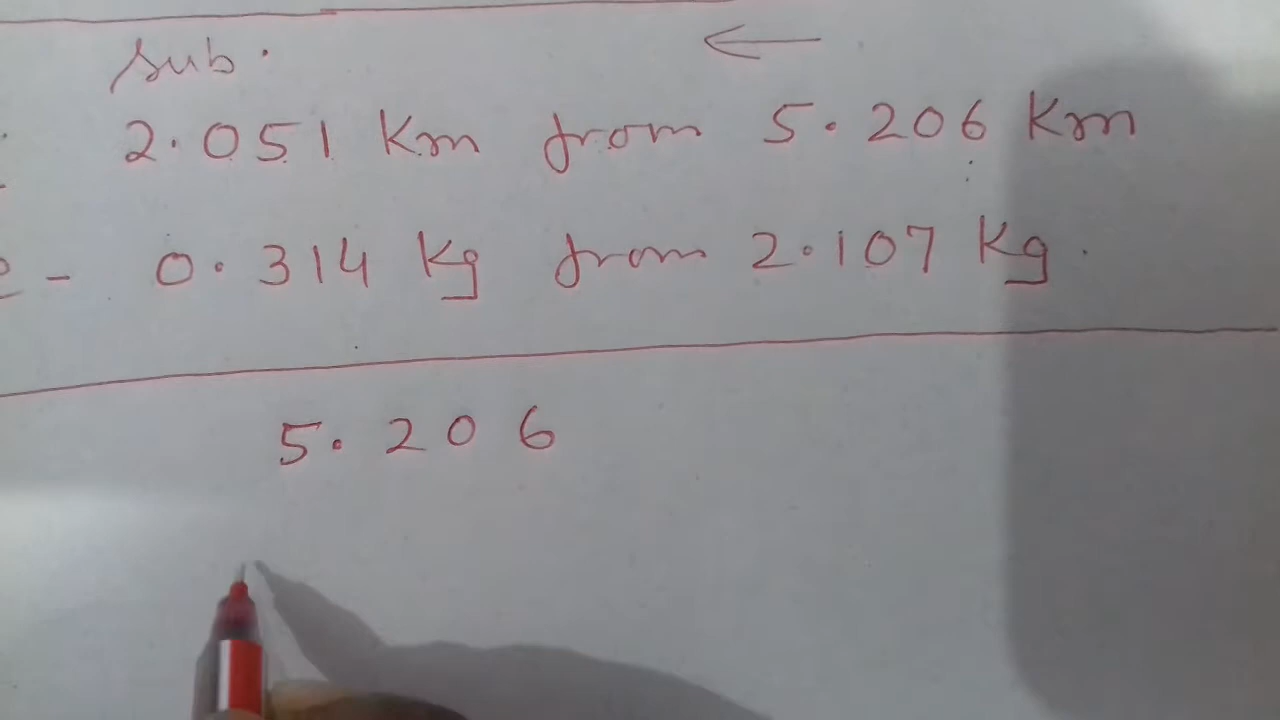 sub.
2.051 Km from 5.206 Km
- 0.314 Kg from 2.107 Kg.
5.206